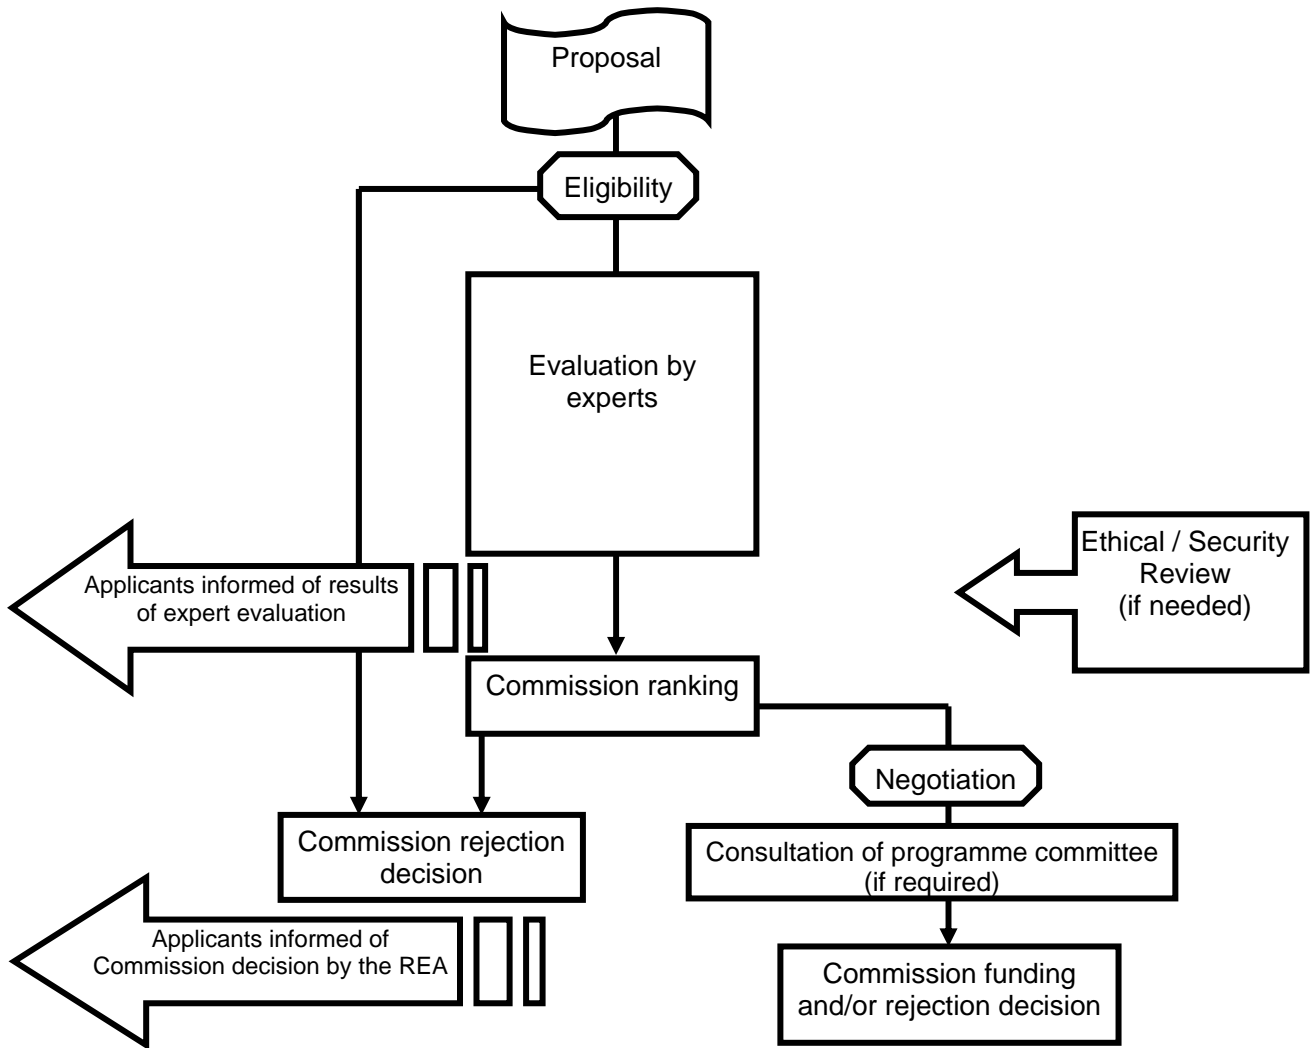 Proposal
Eligibility
Evaluation by
experts
Ethical / Security
Review
(if needed)
Applicants informed of results
of expert evaluation
Commission ranking
Negotiation
Commission rejection
decision
Consultation of programme committee
(if required)
Applicants informed of
Commission decision by the REA
Commission funding
and/or rejection decision